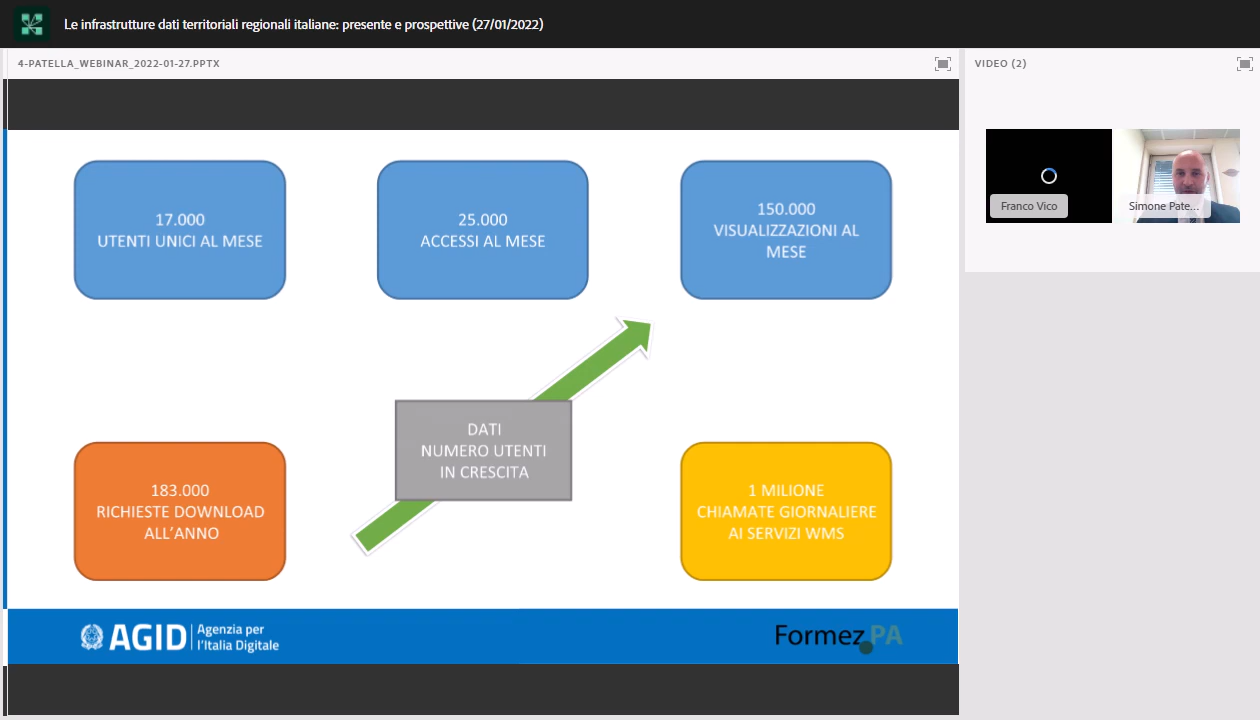 Le infrastrutture dati territoriali regionali italiane: presente e prospettive (27/01/2022)
4-PATELLA_WEBINAR_2022-01-27.PPTX
VIDEO (2)
17.000
UTENTI UNICI AL MESE
25.000
ACCESSI AL MESE
150.000
VISUALIZZAZIONI AL
MESE
Franco Vico
Simone Pate...
DATI
NUMERO UTENTI
IN CRESCITA
183.000
RICHIESTE DOWNLOAD
ALL'ANNO
1 MILIONE
CHIAMATE GIORNALIERE
AI SERVIZI WMS
AGID
Agenzia per
l'Italia Digitale
Formez PA